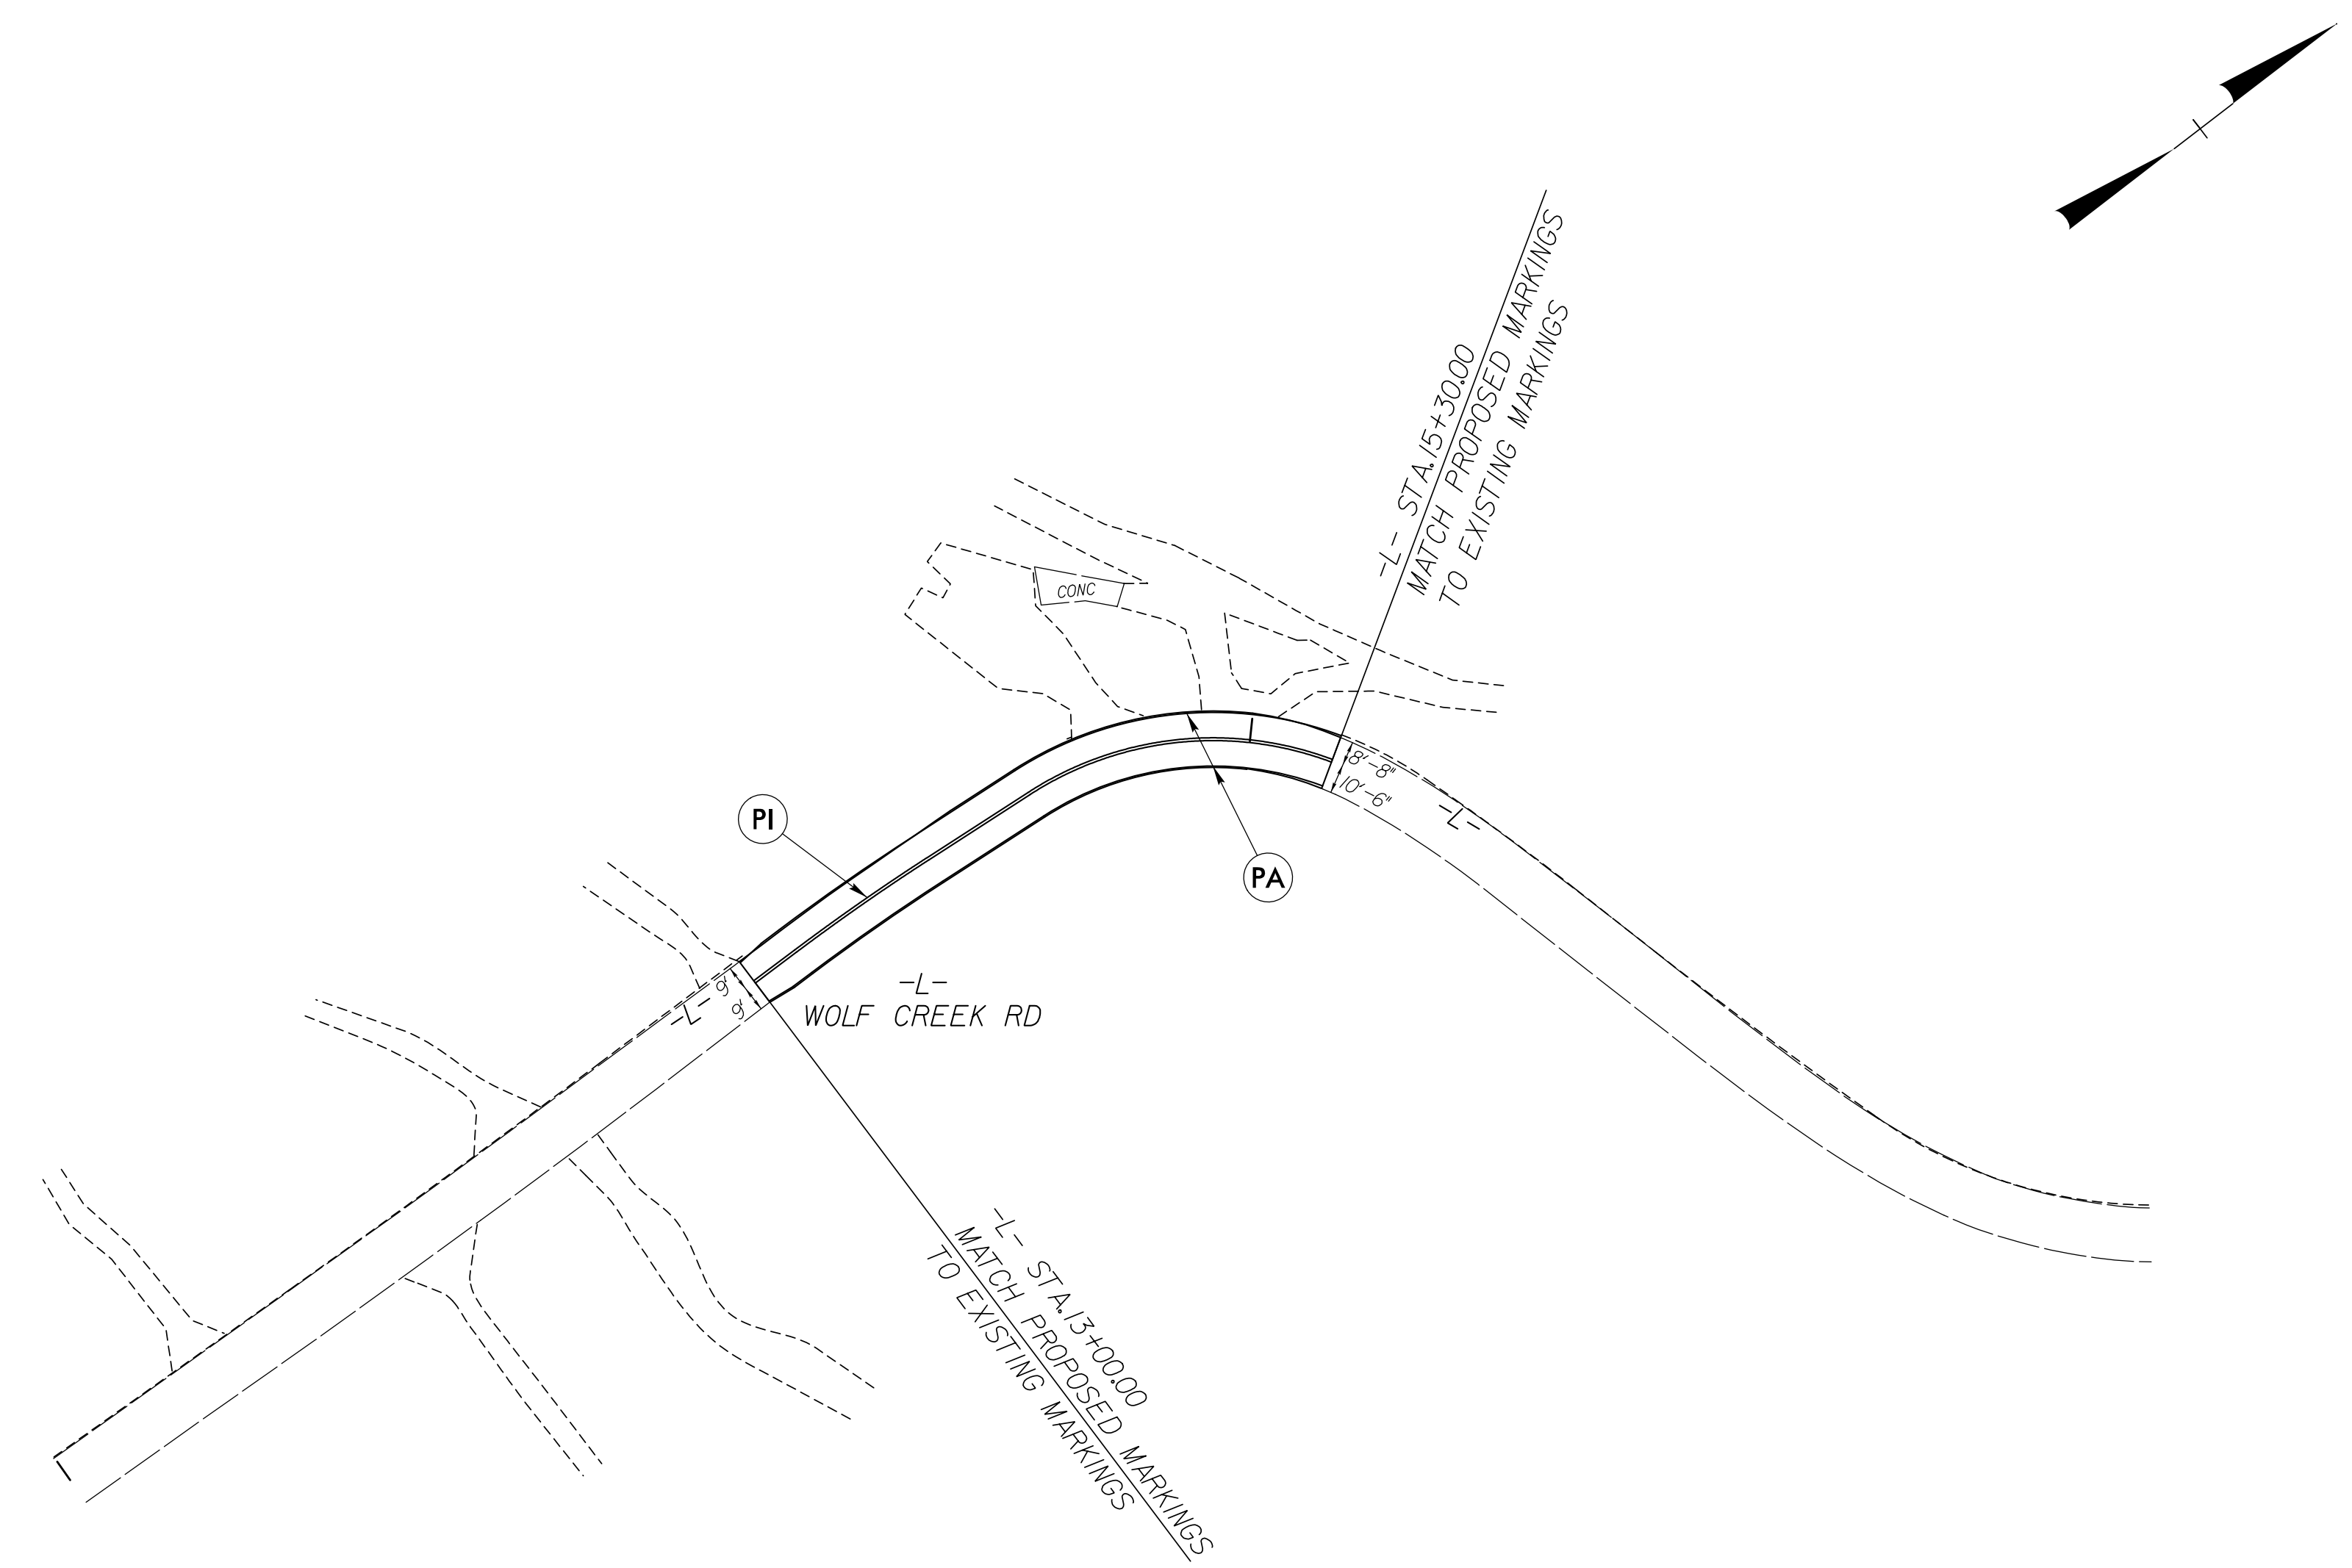 -L- STA. 15+30.00
MATCH PROPOSED MARKINGS
TO EXISTING MARKINGS
CONC
8'-8"
10'-6"
-L-
PI
PA
9'
9'
-L-
-L-
WOLF CREEK RD
-L- STA. 13+00.00
MATCH PROPOSED MARKINGS
TO EXISTING MARKINGS